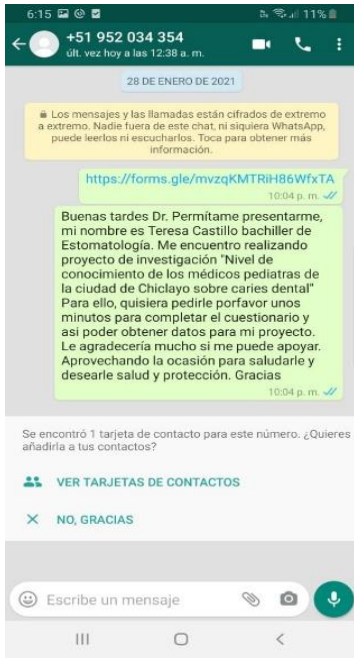 6:15 11%
+51 952 034 354
últ. vez hoy a las 12:38 a. m.
28 DE ENERO DE 2021
Los mensajes y las llamadas están cifrados de extremo
a extremo. Nadie fuera de este chat, ni siquiera WhatsApp,
puede leerlos ni escucharlos. Toca para obtener más
información.
https://forms.gle/mvzqKMTRiH86WfxTA
10:04 p. m.
Buenas tardes Dr. Permítame presentarme,
mi nombre es Teresa Castillo bachiller de
Estomatología. Me encuentro realizando
proyecto de investigación "Nivel de
conocimiento de los médicos pediatras de
la ciudad de Chiclayo sobre caries dental"
Para ello, quisiera pedirle porfavor unos
minutos para completar el cuestionario y
asi poder obtener datos para mi proyecto.
Le agradecería mucho si me puede apoyar.
Aprovechando la ocasión para saludarle y
desearle salud y protección. Gracias
10:04 p. m.
Se encontró 1 tarjeta de contacto para este número. ¿Quieres
añadirla a tus contactos?
VER TARJETAS DE CONTACTOS
NO, GRACIAS
Escribe un mensaje